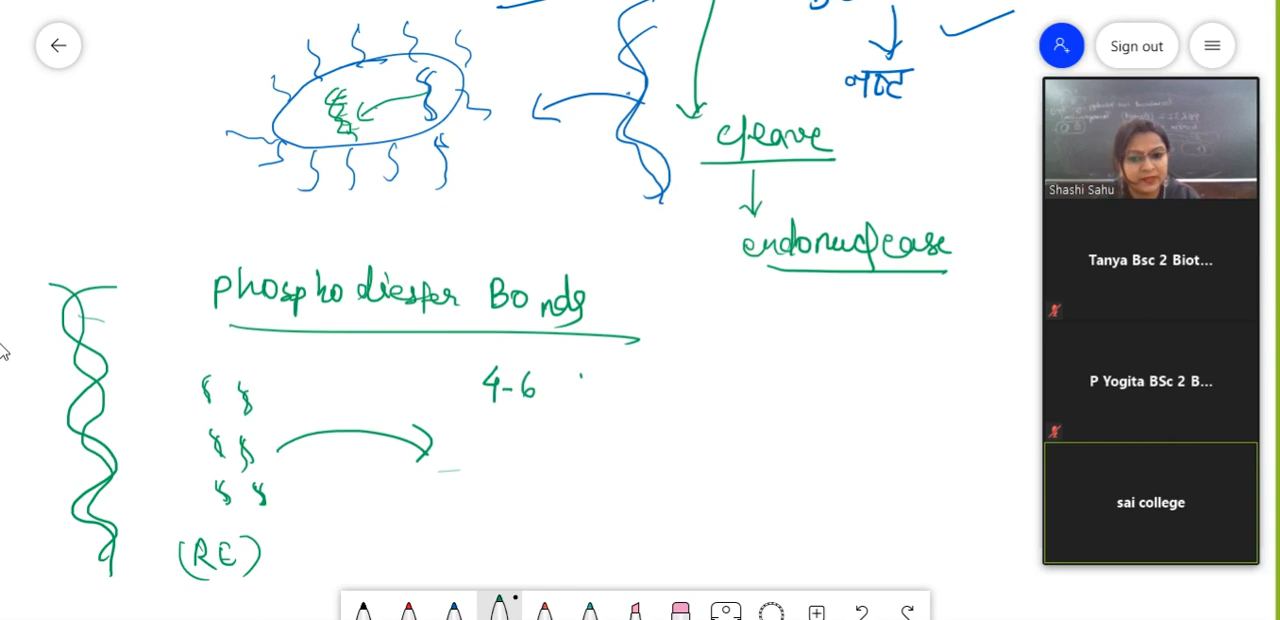 Sign out
नष्ट
cleave
endonuclease
Phosphodiester Bonds
4-6
(RE)
Shashi Sahu
Tanya Bsc 2 Biot...
P Yogita BSc 2 B...
sai college